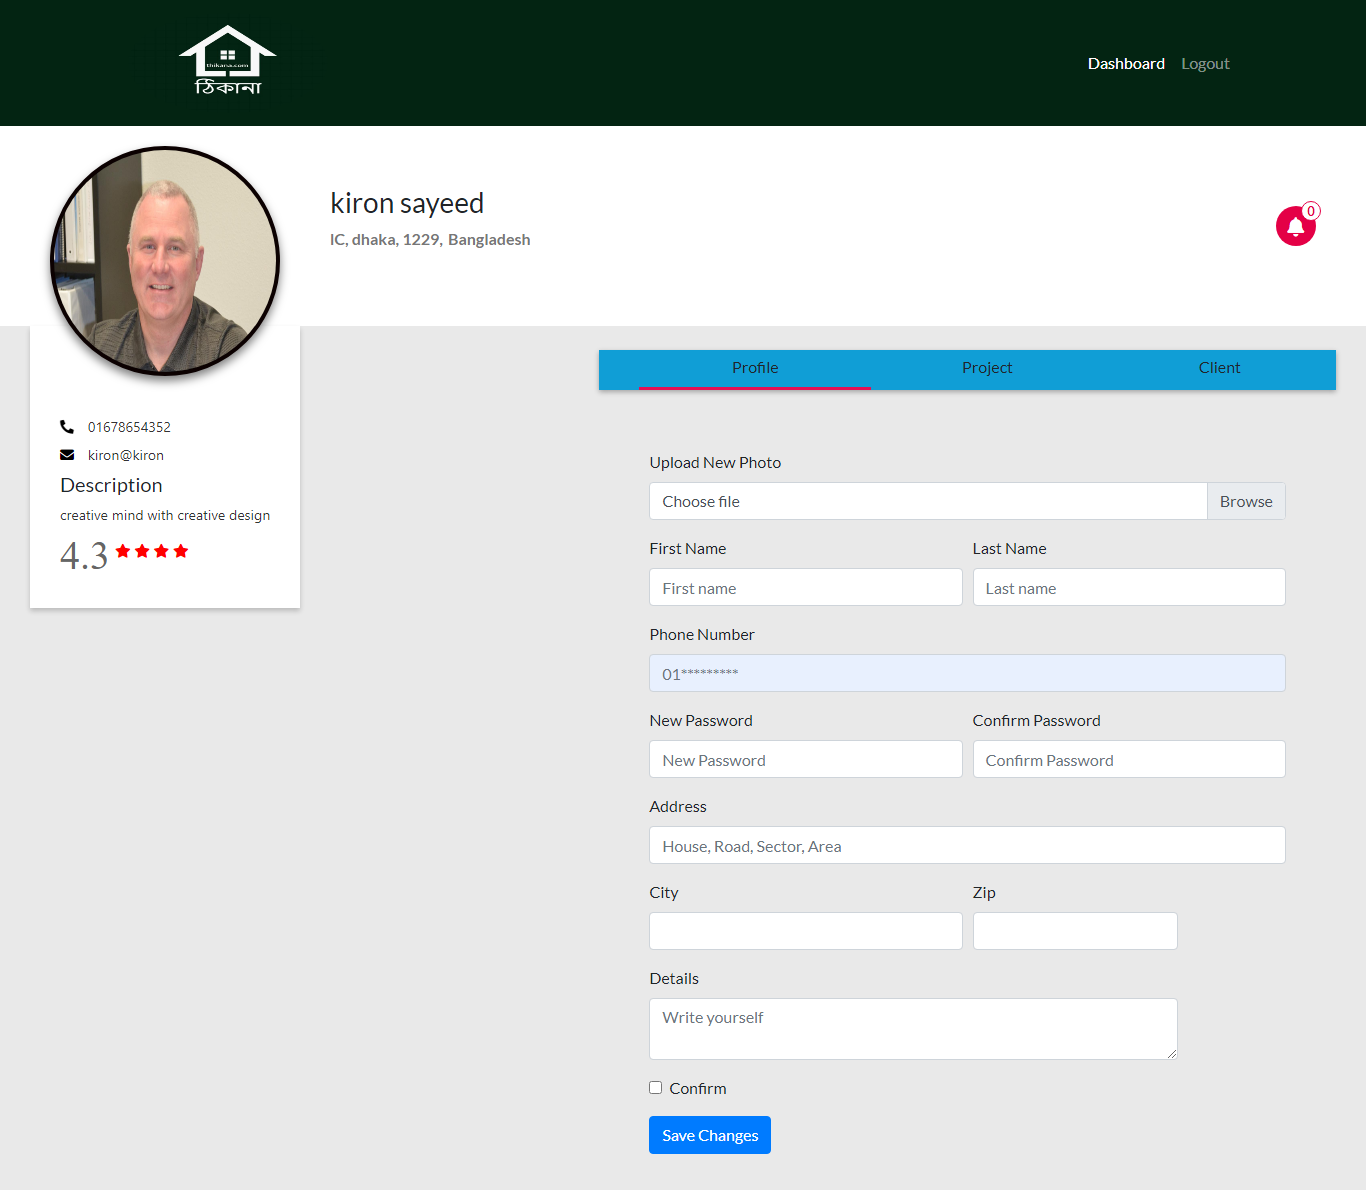 thikana.com
ঠিকানা
Dashboard Logout
kiron sayeed
IC, dhaka, 1229, Bangladesh
0
01678654352
kiron@kiron
Description
creative mind with creative design
4.3
Profile Project Client
Upload New Photo
Choose file Browse
First Name Last Name
First name Last name
Phone Number
01*********
New Password Confirm Password
New Password Confirm Password
Address
House, Road, Sector, Area
City Zip
Details
Write yourself
Confirm
Save Changes